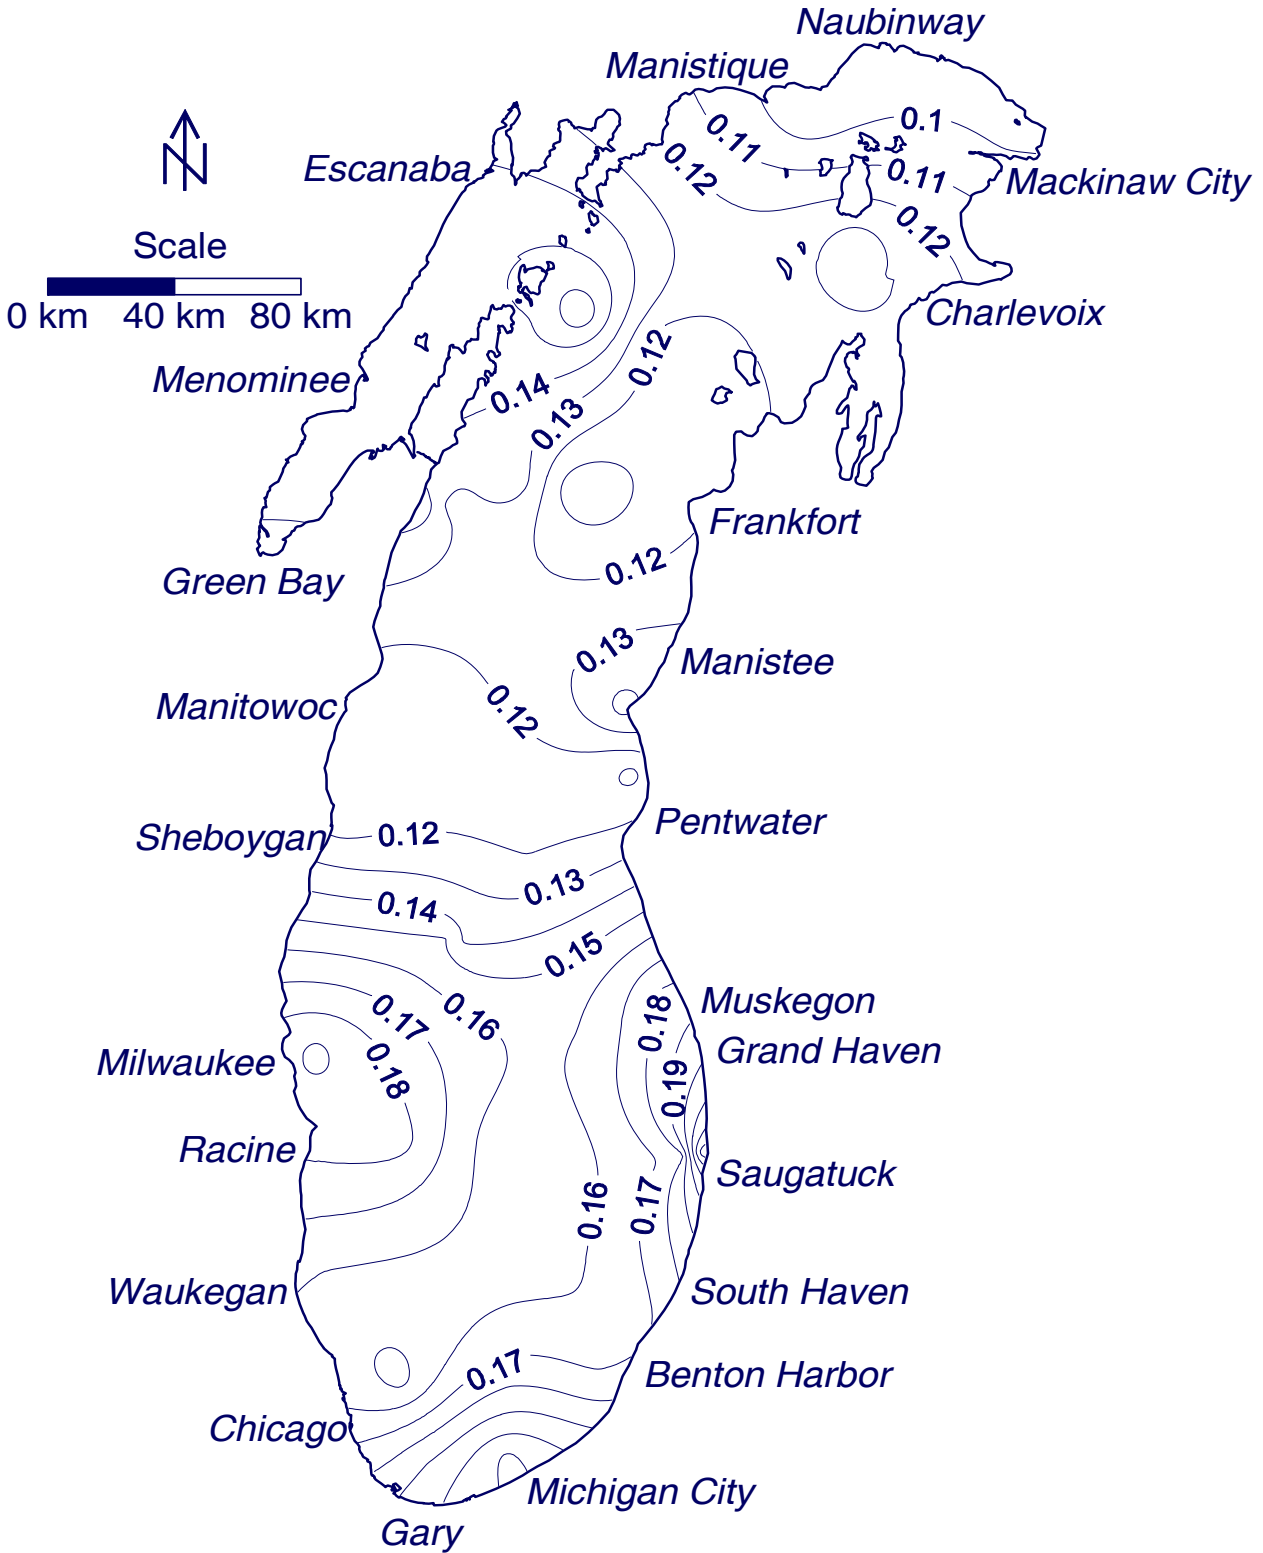 Naubinway
Manistique
0.1
0.11
0.12
N
Escanaba
0.11
Mackinaw City
0.12
Scale
0 km 40 km 80 km
Charlevoix
0.12
Menominee
0.14
0.13
Frankfort
0.12
Green Bay
0.13
Manistee
0.12
Manitowoc
Pentwater
Sheboygan
0.12
0.13
0.14
0.15
Muskegon
0.18
0.17
0.16
Grand Haven
Milwaukee
0.18
0.19
Racine
Saugatuck
0.16
0.17
Waukegan
South Haven
0.17
Benton Harbor
Chicago
Michigan City
Gary